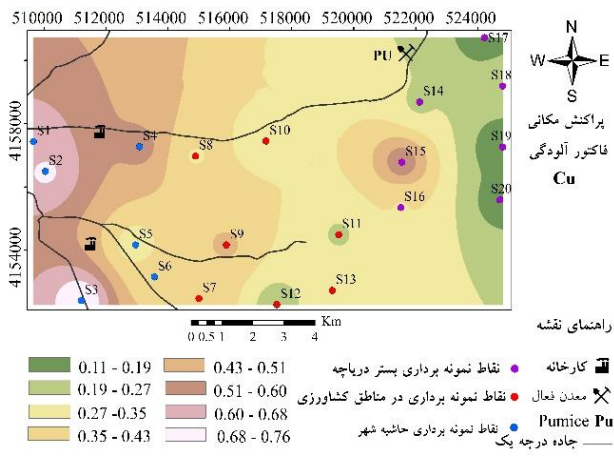 510000 512000 514000 516000 518000 520000 522000 524000
4158000
4154000
S17
PU
S18
S14
S1
S4
S10
S19
S8
S2
S15
S20
S16
S11
S5
S9
S6
S13
S3
S7
S12
N
W E
S
پراکنش مکانی
فاکتور آلودگی
Cu
Km
0 0.5 1 2 3 4
راهنمای نقشه
0.11 - 0.19
0.19 - 0.27
0.27 - 0.35
0.35 - 0.43
0.43 - 0.51
0.51 - 0.60
0.60 - 0.68
0.68 - 0.76
نقاط نمونه برداری بستر دریاچه
نقاط نمونه برداری در مناطق کشاورزی
نقاط نمونه برداری حاشیه شهر
کارخانه
معدن فعال
Pumice Pu
جاده درجه یک